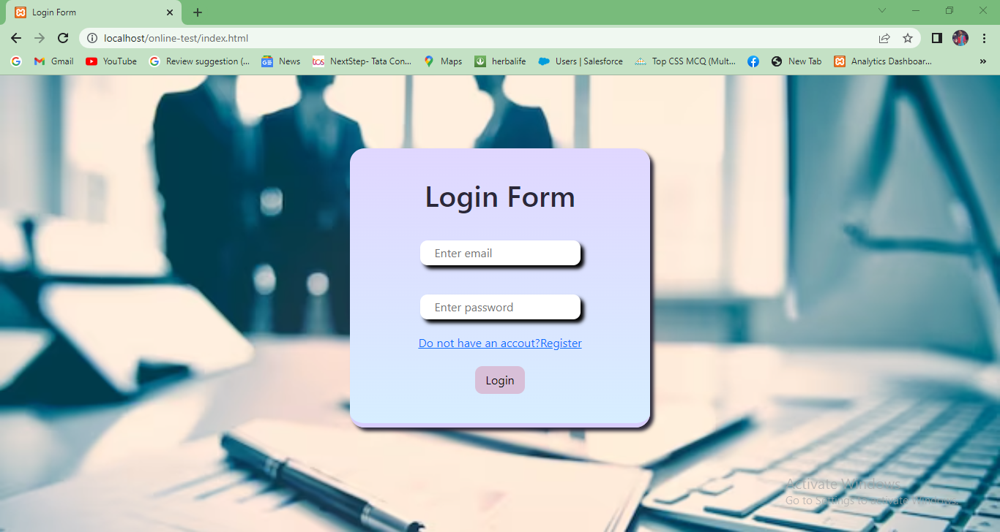 Login Form
localhost/online-test/index.html
Gmail YouTube Review suggestion (... News tcs NextStep- Tata Con... Maps herbalife Users | Salesforce Top CSS MCQ (Mult... New Tab Analytics Dashboar... »
Login Form
Enter email
Enter password
Do not have an accout?Register
Login
Activate Windows
Go to Settings to activate Windows.